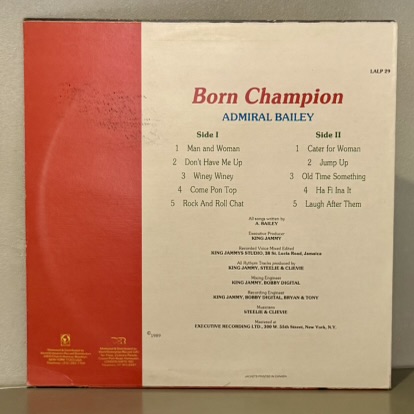 LALP 29
Born Champion
ADMIRAL BAILEY
Side I
1 Man and Woman
2 Don't Have Me Up
3 Winey Winey
4 Come Pon Top
5 Rock And Roll Chat
Side II
1 Cater for Woman
2 Jump Up
3 Old Time Something
4 Ha Fi Ina It
5 Laugh After Them
All songs written by
A. BAILEY
Executive Producer
KING JAMMY
Recorded Voice Mixed Edited
KING JAMMYS STUDIO, 38 St. Lucia Road, Jamaica
All Rythym Tracks produced by
KING JAMMY, STEELIE & CLIEVIE
Mixing Engineer
KING JAMMY, BOBBY DIGITAL
Recording Engineer
KING JAMMY, BOBBY DIGITAL, BRYAN & TONY
Musicians
STEELIE & CLIEVIE
Mastered at
EXECUTIVE RECORDING LTD., 300 W. 55th Street, New York, N.Y.
℗1989